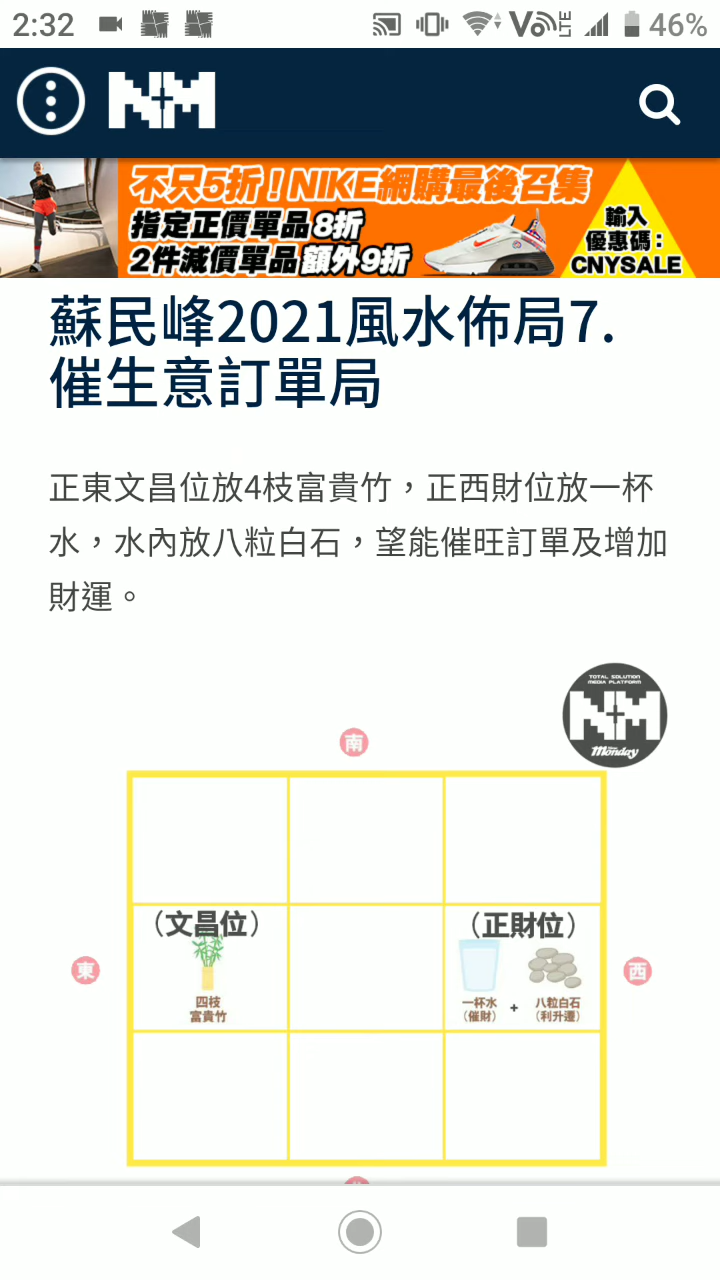 2:32
46%
N+M
不只5折！NIKE網購最後召集
指定正價單品8折
2件減價單品額外9折
輸入
優惠碼：
CNYSALE
蘇民峰2021風水佈局7.
催生意訂單局
正東文昌位放4枝富貴竹，正西財位放一杯
水，水內放八粒白石，望能催旺訂單及增加
財運。
TOTAL SOLUTION
MEDIA PLATFORM
N+M
Monday
南
（文昌位）
（正財位）
東
西
四枝
富貴竹
一杯水
（催財）
+
八粒白石
（利升遷）